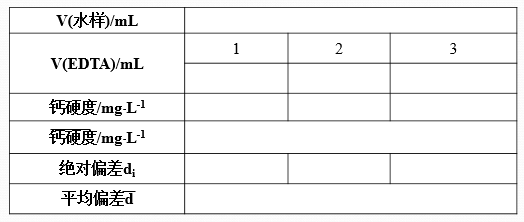 V(水样)/mL
1 2 3
V(EDTA)/mL
钙硬度/mg·L⁻¹
钙硬度/mg·L⁻¹
绝对偏差dᵢ
平均偏差d̅